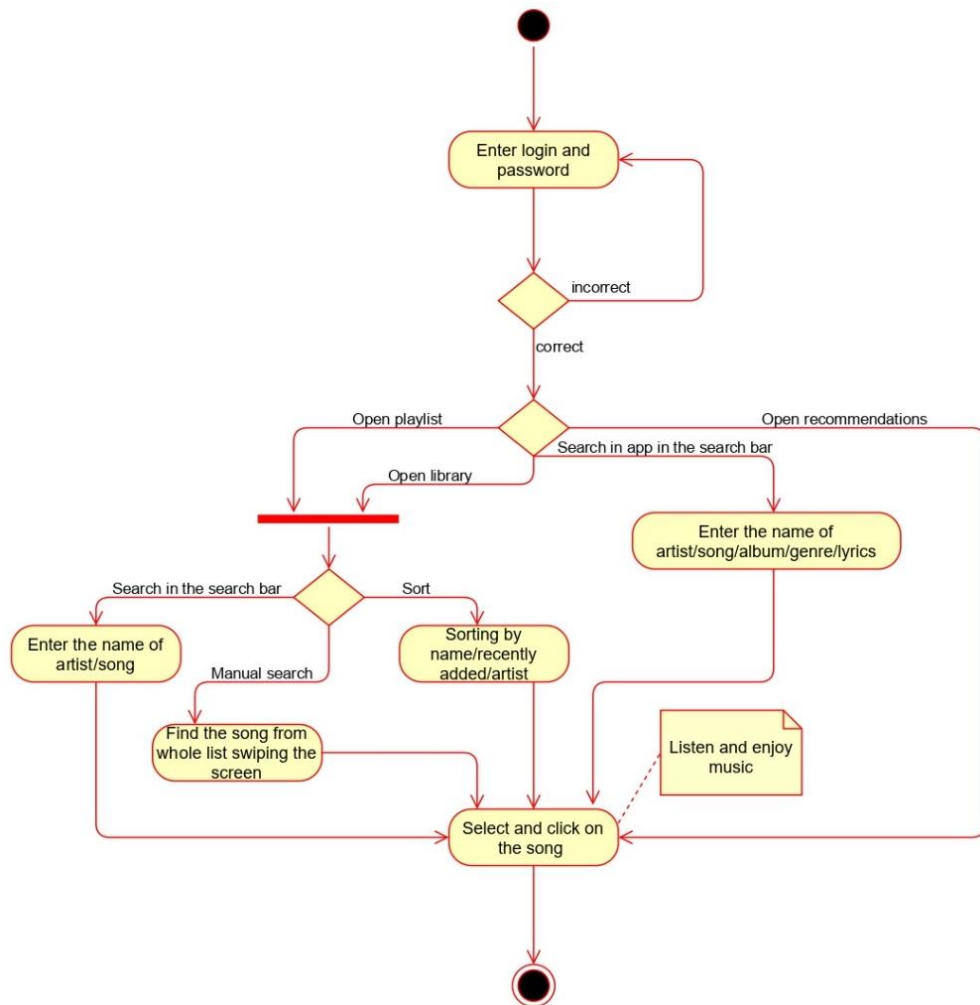 Enter login and
password
incorrect
correct
Open playlist
Open recommendations
Search in app in the search bar
Open library
Enter the name of
artist/song/album/genre/lyrics
Search in the search bar
Sort
Enter the name of
artist/song
Sorting by
name/recently
added/artist
Manual search
Find the song from
whole list swiping the
screen
Listen and enjoy
music
Select and click on
the song